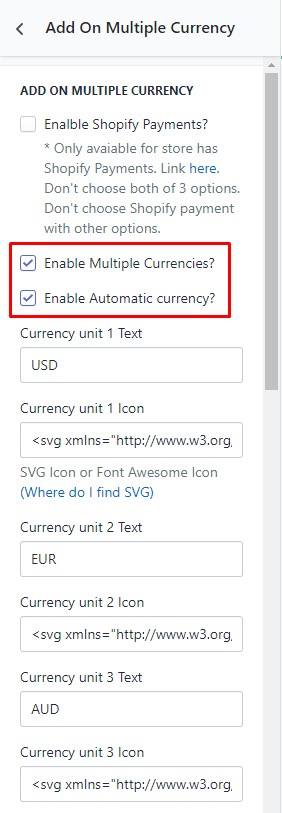 Add On Multiple Currency
ADD ON MULTIPLE CURRENCY
Enalble Shopify Payments?
* Only avaiable for store has
Shopify Payments. Link here.
Don't choose both of 3 options.
Don't choose Shopify payment
with other options.
Enable Multiple Currencies?
Enable Automatic currency?
Currency unit 1 Text
USD
Currency unit 1 Icon
<svg xmlns="http://www.w3.org,
SVG Icon or Font Awesome Icon
(Where do I find SVG)
Currency unit 2 Text
EUR
Currency unit 2 Icon
<svg xmlns="http://www.w3.org,
Currency unit 3 Text
AUD
Currency unit 3 Icon
<svg xmlns="http://www.w3.org,